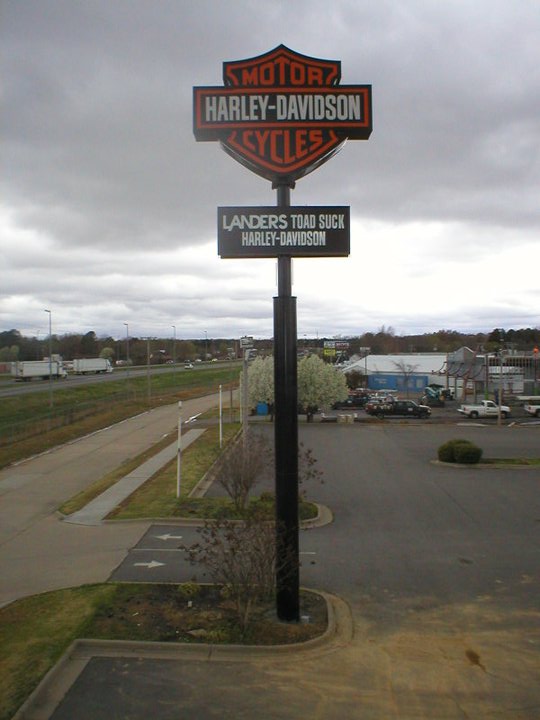 MOTOR
HARLEY-DAVIDSON
CYCLES
LANDERS TOAD SUCK
HARLEY-DAVIDSON